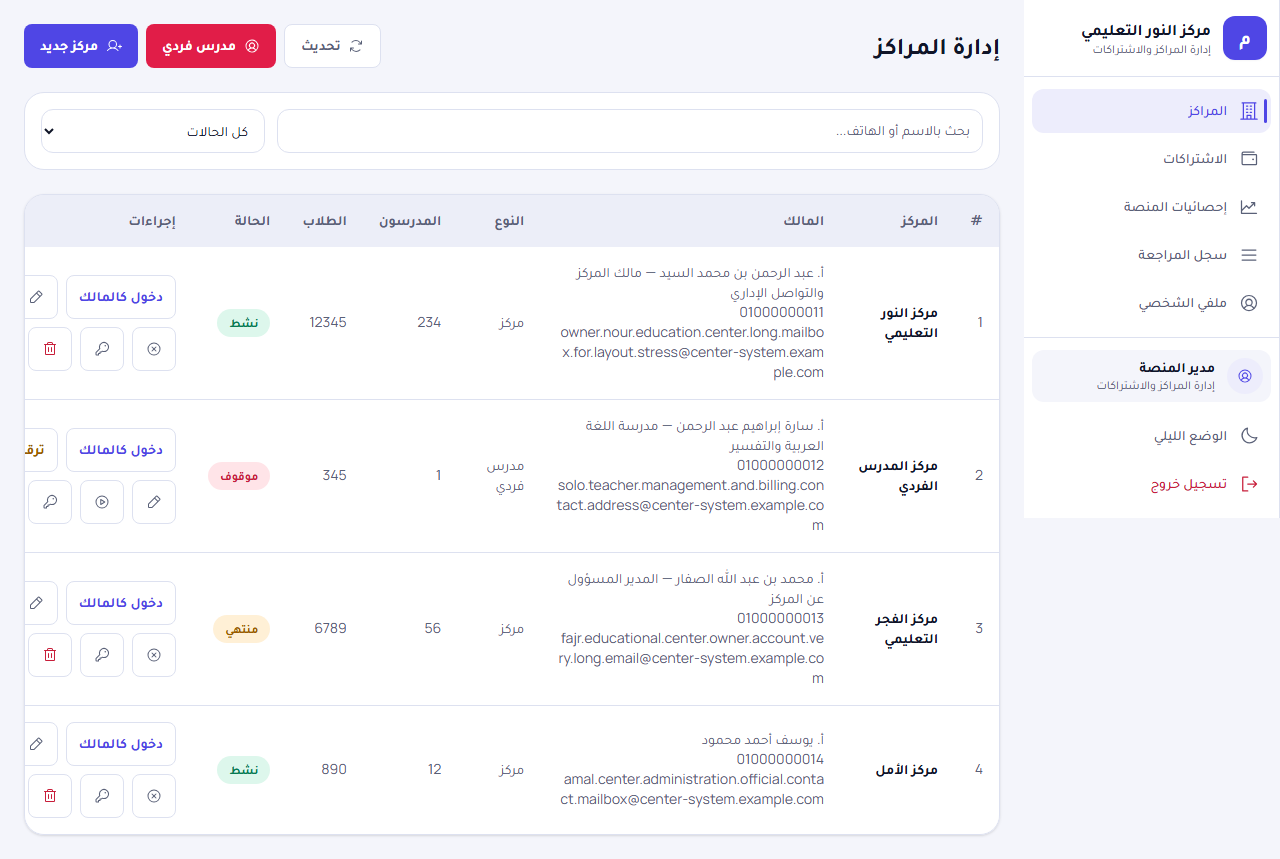 م
مركز النور التعليمي
إدارة المراكز والاشتراكات
المراكز
الاشتراكات
إحصائيات المنصة
سجل المراجعة
ملفي الشخصي
مدير المنصة
إدارة المراكز والاشتراكات
الوضع الليلي
تسجيل خروج
إدارة المراكز
تحديث
مدرس فردي
مركز جديد
بحث بالاسم أو الهاتف...
كل الحالات
# المركز المالك النوع المدرسون الطلاب الحالة إجراءات
1
مركز النور
التعليمي
أ. عبد الرحمن بن محمد السيد — مالك المركز
والتواصل الإداري
01000000011
owner.nour.education.center.long.mailbo
x.for.layout.stress@center-system.exam
ple.com
مركز
234
12345
نشط
دخول كالمالك
2
مركز المدرس
الفردي
أ. سارة إبراهيم عبد الرحمن — مدرسة اللغة
العربية والتفسير
01000000012
solo.teacher.management.and.billing.con
tact.address@center-system.example.co
m
مدرس
فردي
1
345
موقوف
دخول كالمالك
3
مركز الفجر
التعليمي
أ. محمد بن عبد الله الصفار — المدير المسؤول
عن المركز
01000000013
fajr.educational.center.owner.account.ve
ry.long.email@center-system.example.co
m
مركز
56
6789
منتهي
دخول كالمالك
4
مركز الأمل
أ. يوسف أحمد محمود
01000000014
amal.center.administration.official.conta
ct.mailbox@center-system.example.com
مركز
12
890
نشط
دخول كالمالك